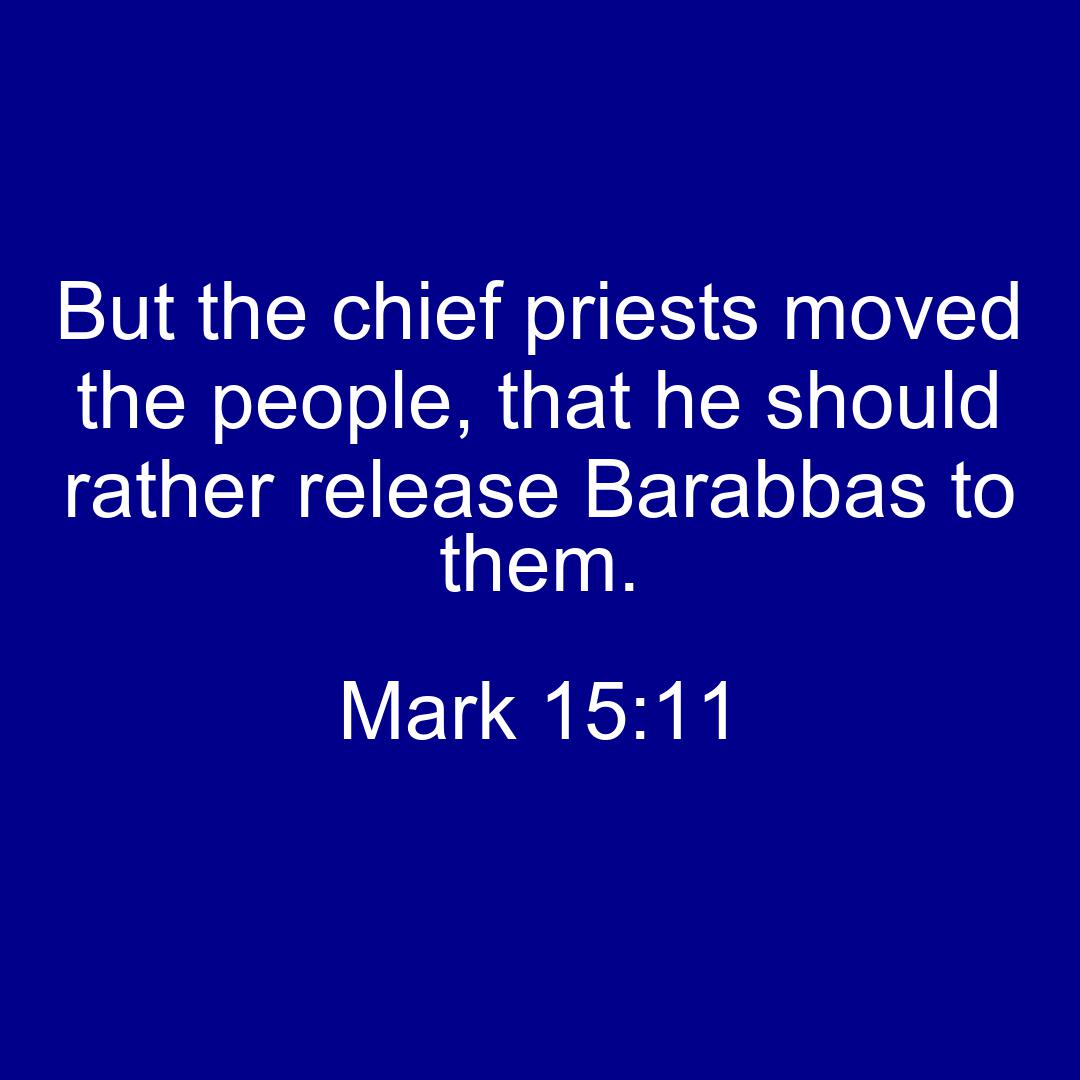 But the chief priests moved
the people, that he should
rather release Barabbas to
them.
Mark 15:11